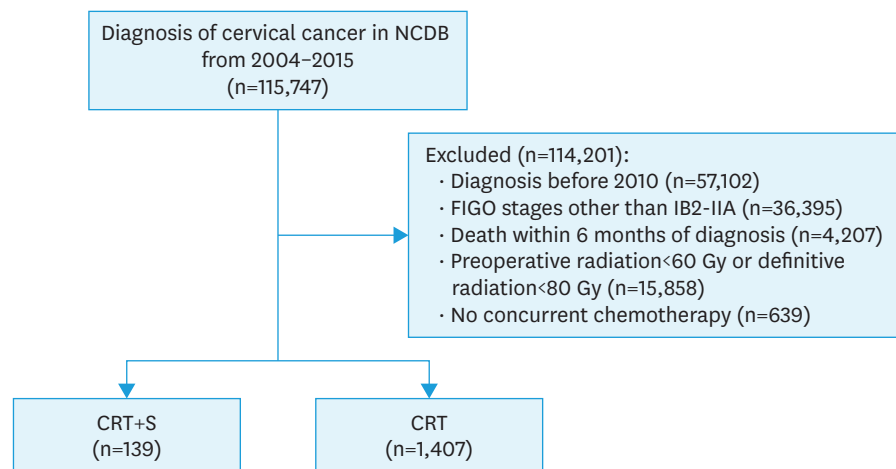 Diagnosis of cervical cancer in NCDB
from 2004–2015
(n=115,747)
Excluded (n=114,201):
· Diagnosis before 2010 (n=57,102)
· FIGO stages other than IB2-IIA (n=36,395)
· Death within 6 months of diagnosis (n=4,207)
· Preoperative radiation<60 Gy or definitive
radiation<80 Gy (n=15,858)
· No concurrent chemotherapy (n=639)
CRT+S
(n=139)
CRT
(n=1,407)